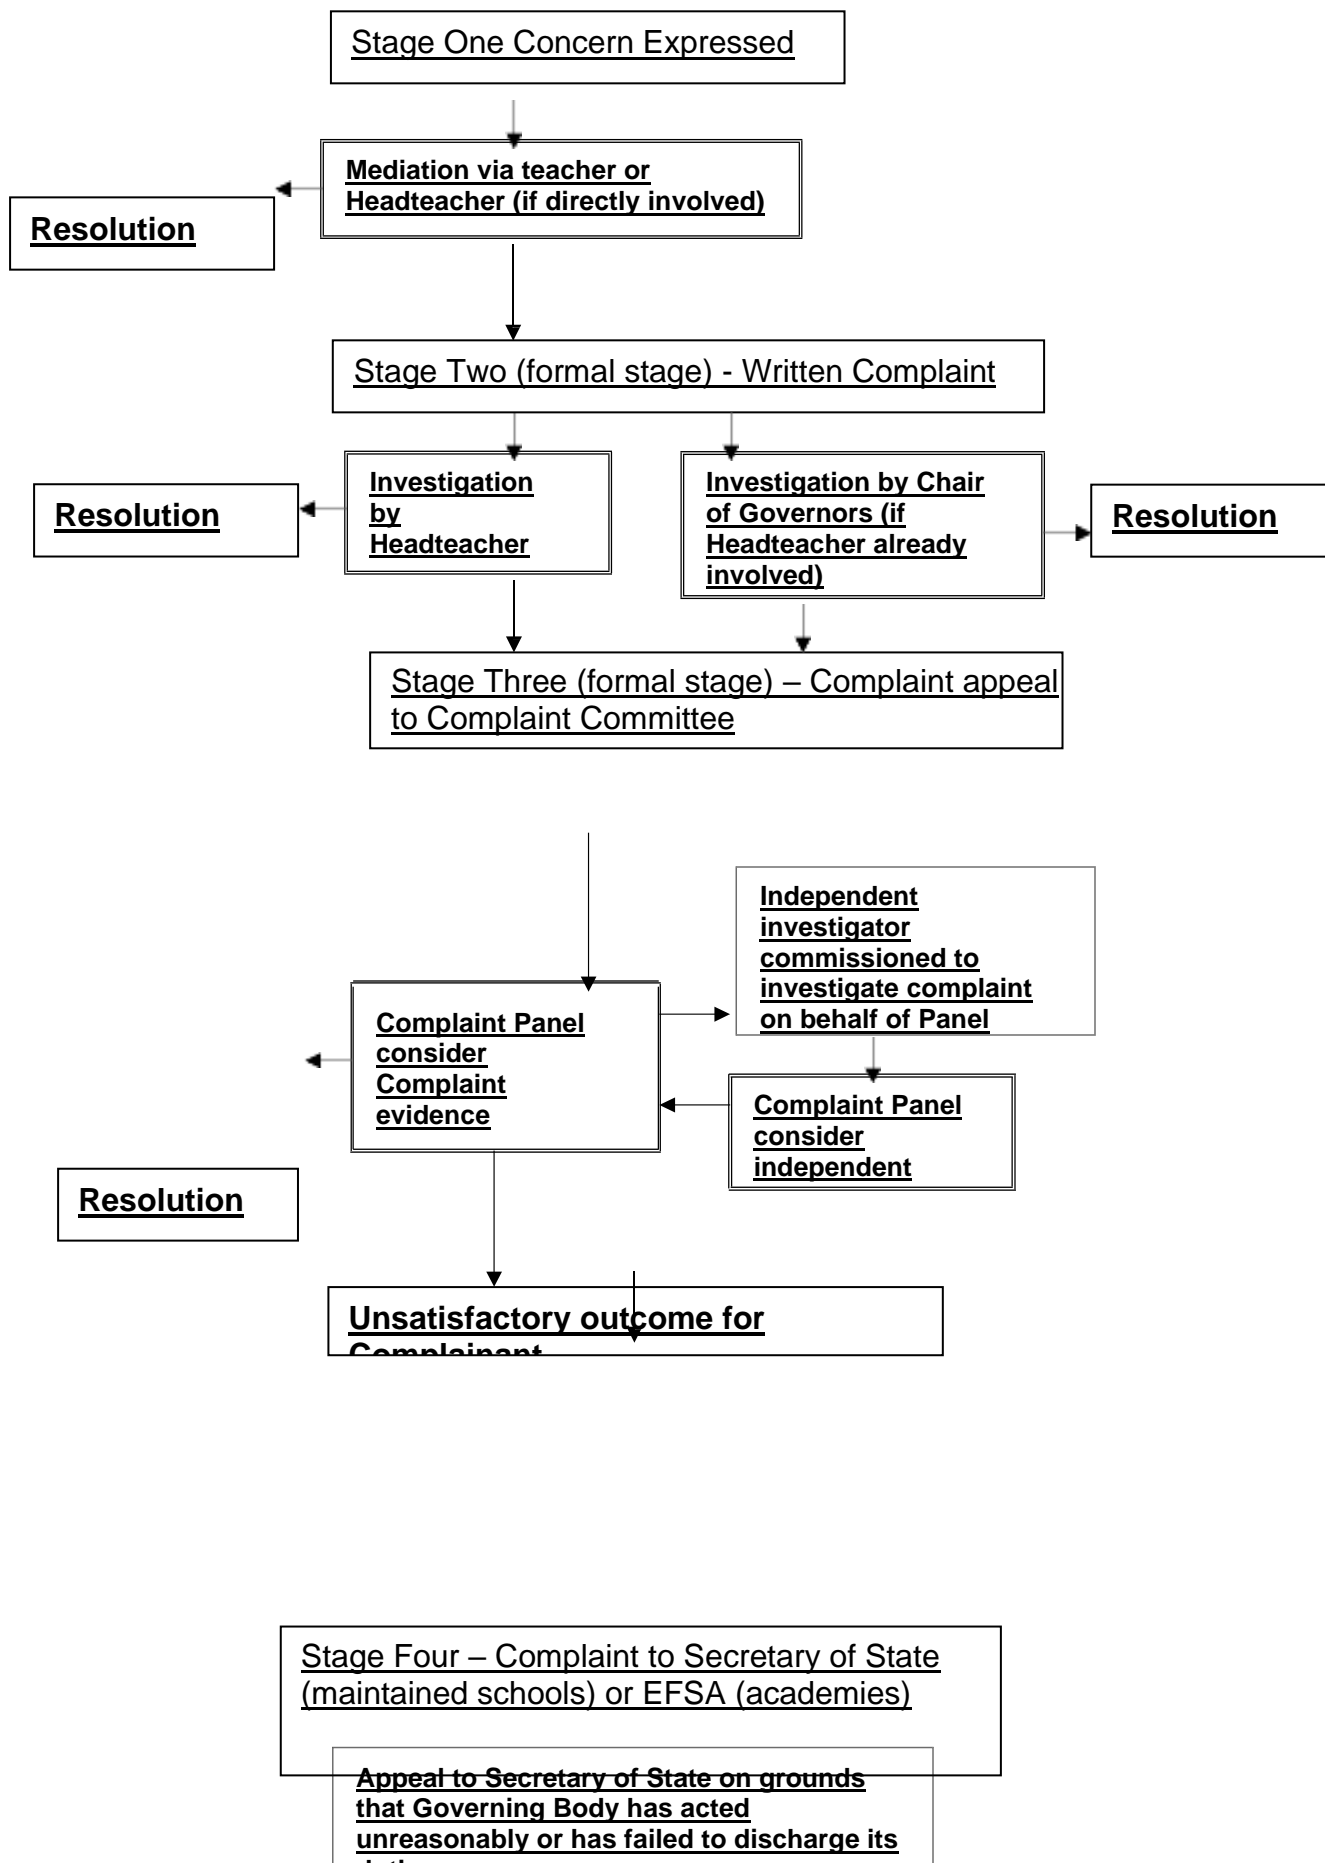 Stage One Concern Expressed
Mediation via teacher or
Headteacher (if directly involved)
Resolution
Stage Two (formal stage) - Written Complaint
Investigation
by
Headteacher
Investigation by Chair
of Governors (if
Headteacher already
involved)
Resolution
Resolution
Stage Three (formal stage) – Complaint appeal
to Complaint Committee
Independent
investigator
commissioned to
investigate complaint
on behalf of Panel
Complaint Panel
consider
Complaint
evidence
Complaint Panel
consider
independent
Resolution
Unsatisfactory outcome for
Complainant
Stage Four – Complaint to Secretary of State
(maintained schools) or EFSA (academies)
Appeal to Secretary of State on grounds
that Governing Body has acted
unreasonably or has failed to discharge its